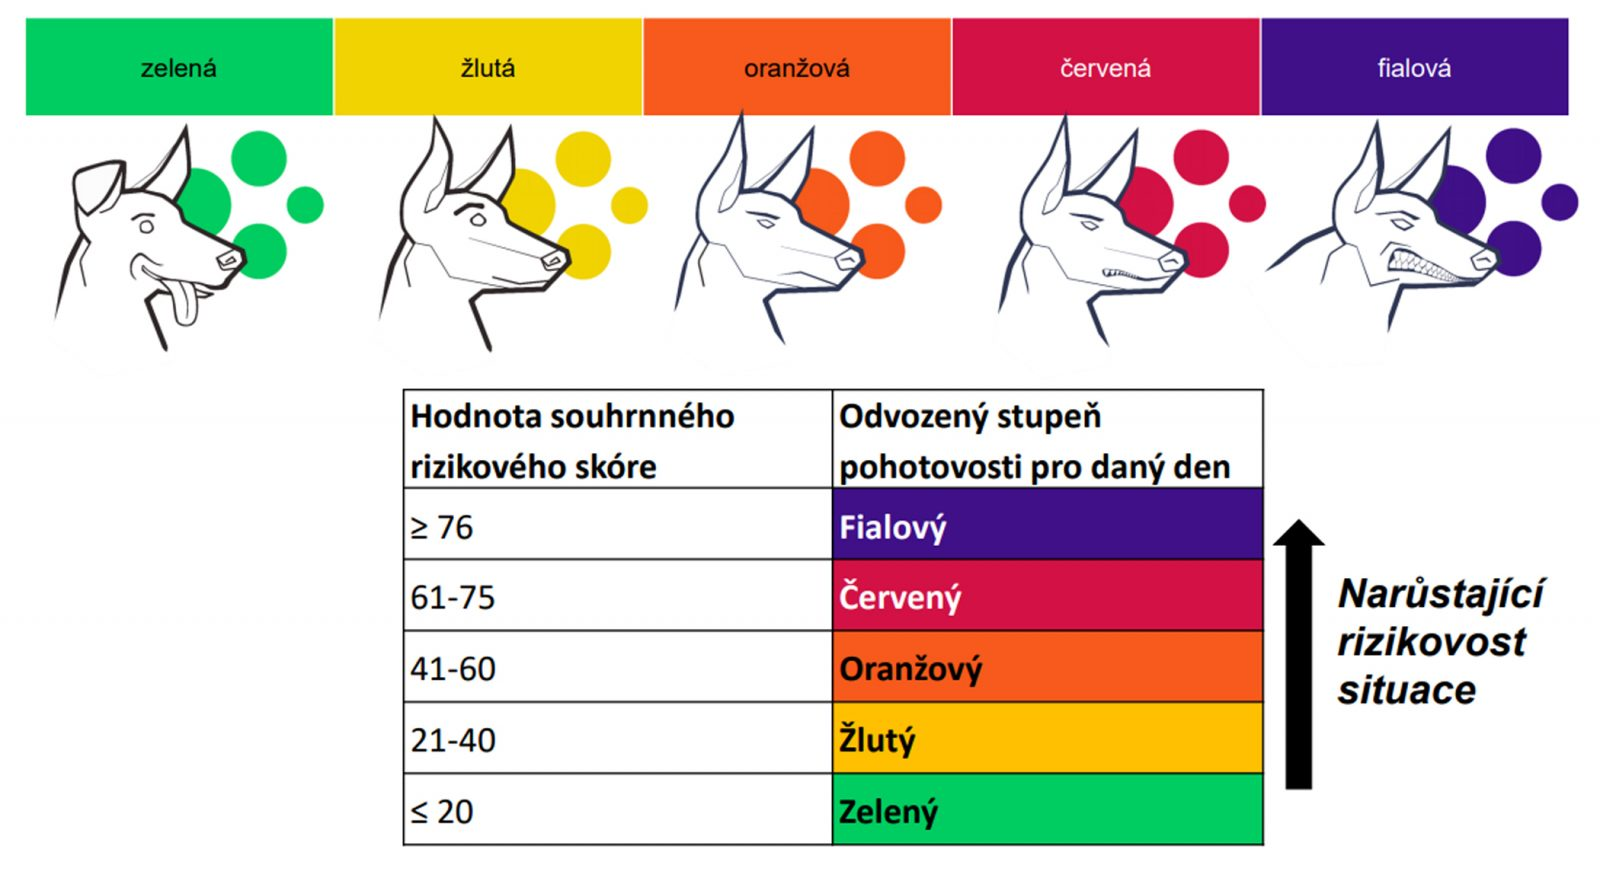 zelená
žlutá
oranžová
červená
fialová
Hodnota souhrnného
rizikového skóre
Odvozený stupeň
pohotovosti pro daný den
≥ 76
Fialový
61-75
Červený
41-60
Oranžový
21-40
Žlutý
≤ 20
Zelený
Narůstající
rizikovost
situace